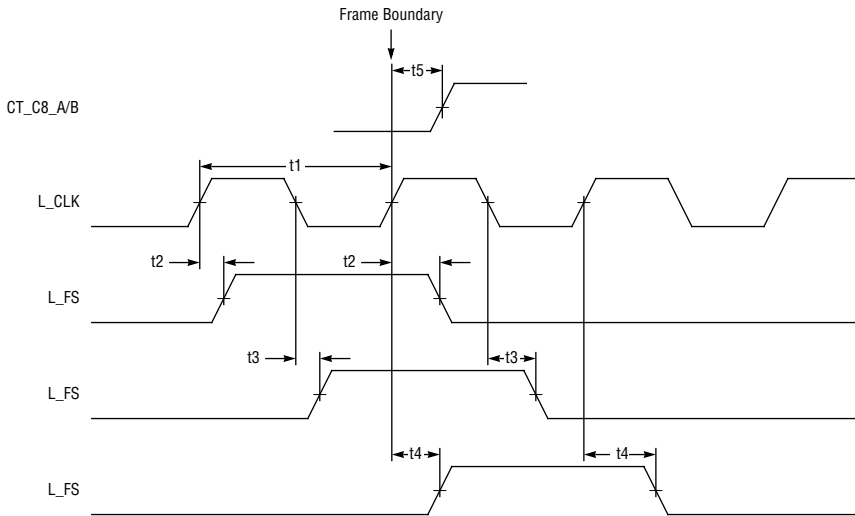 Frame Boundary
t5
CT_C8_A/B
t1
L_CLK
t2
t2
L_FS
t3
t3
L_FS
t4
t4
L_FS